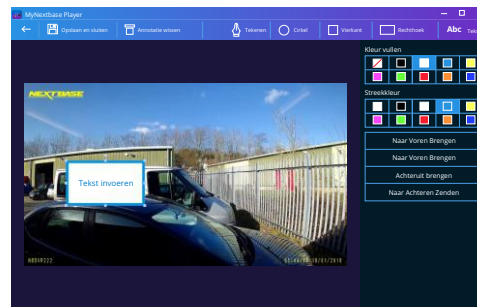 MyNextbase Player
Opslaan en sluiten
Annotatie wissen
Tekenen
Cirkel
Vierkant
Rechthoek
Abc
Kleur vullen
Streekkleur
Naar Voren Brengen
Naar Voren Brengen
Achteruit brengen
Naar Achteren Zenden
NEXTBASE
Tekst invoeren